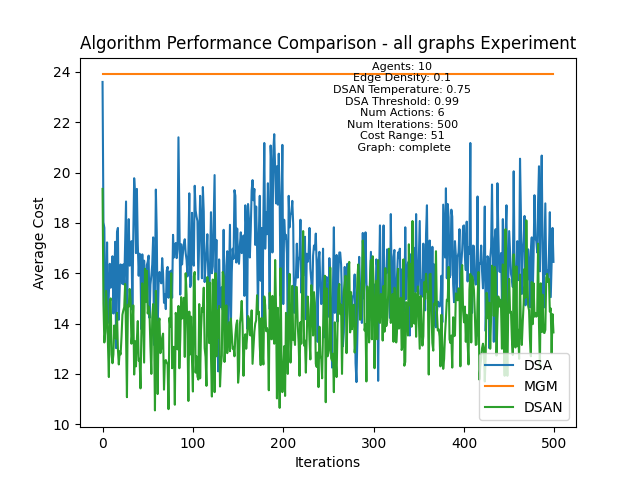 Algorithm Performance Comparison - all graphs Experiment
24
22
20
18
16
14
12
10
Average Cost
Agents: 10
Edge Density: 0.1
DSAN Temperature: 0.75
DSA Threshold: 0.99
Num Actions: 6
Num Iterations: 500
Cost Range: 51
Graph: complete
DSA
MGM
DSAN
0
100
200
300
400
500
Iterations